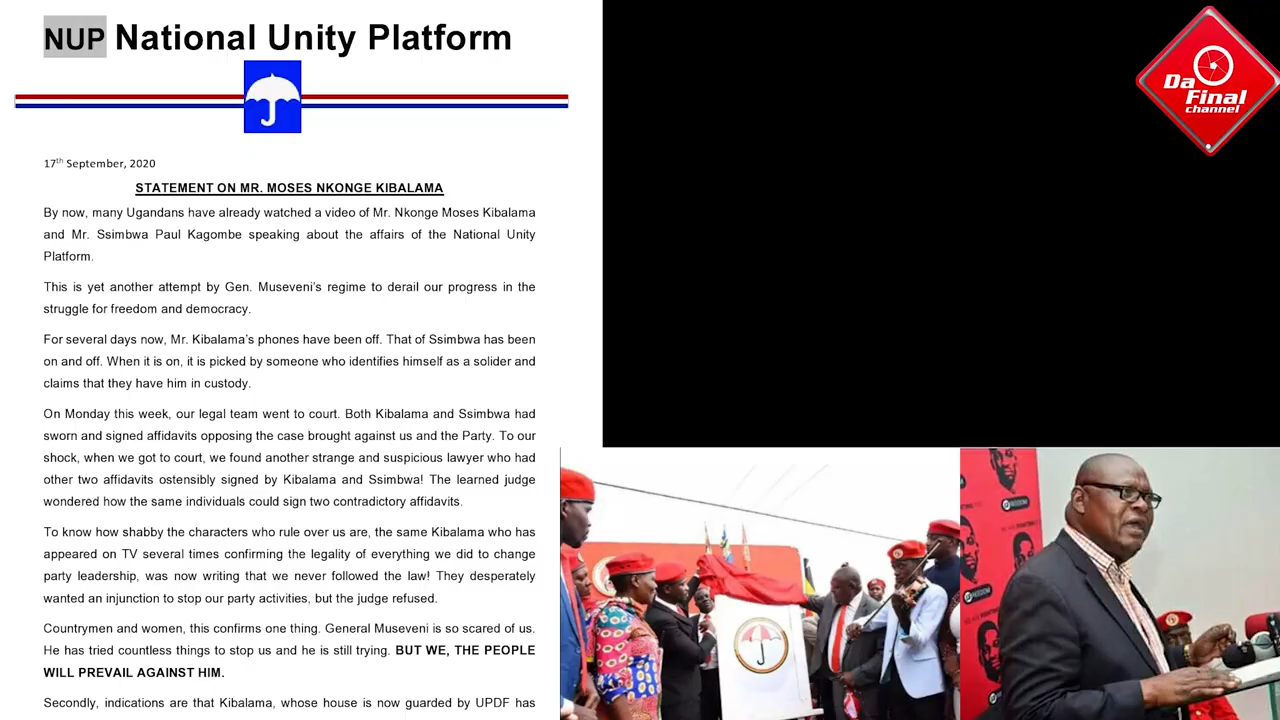 NUP National Unity Platform
17th September, 2020
STATEMENT ON MR. MOSES NKONGE KIBALAMA
By now, many Ugandans have already watched a video of Mr. Nkonge Moses Kibalama
and Mr. Ssimbwa Paul Kagombe speaking about the affairs of the National Unity
Platform.
This is yet another attempt by Gen. Museveni's regime to derail our progress in the
struggle for freedom and democracy.
For several days now, Mr. Kibalama's phones have been off. That of Ssimbwa has been
on and off. When it is on, it is picked by someone who identifies himself as a solider and
claims that they have him in custody.
On Monday this week, our legal team went to court. Both Kibalama and Ssimbwa had
sworn and signed affidavits opposing the case brought against us and the Party. To our
shock, when we got to court, we found another strange and suspicious lawyer who had
other two affidavits ostensibly signed by Kibalama and Ssimbwa! The learned judge
wondered how the same individuals could sign two contradictory affidavits.
To know how shabby the characters who rule over us are, the same Kibalama who has
appeared on TV several times confirming the legality of everything we did to change
party leadership, was now writing that we never followed the law! They desperately
wanted an injunction to stop our party activities, but the judge refused.
Countrymen and women, this confirms one thing. General Museveni is so scared of us.
He has tried countless things to stop us and he is still trying. BUT WE, THE PEOPLE
WILL PREVAIL AGAINST HIM.
Secondly, indications are that Kibalama, whose house is now guarded by UPDF has
Da
Final
channel